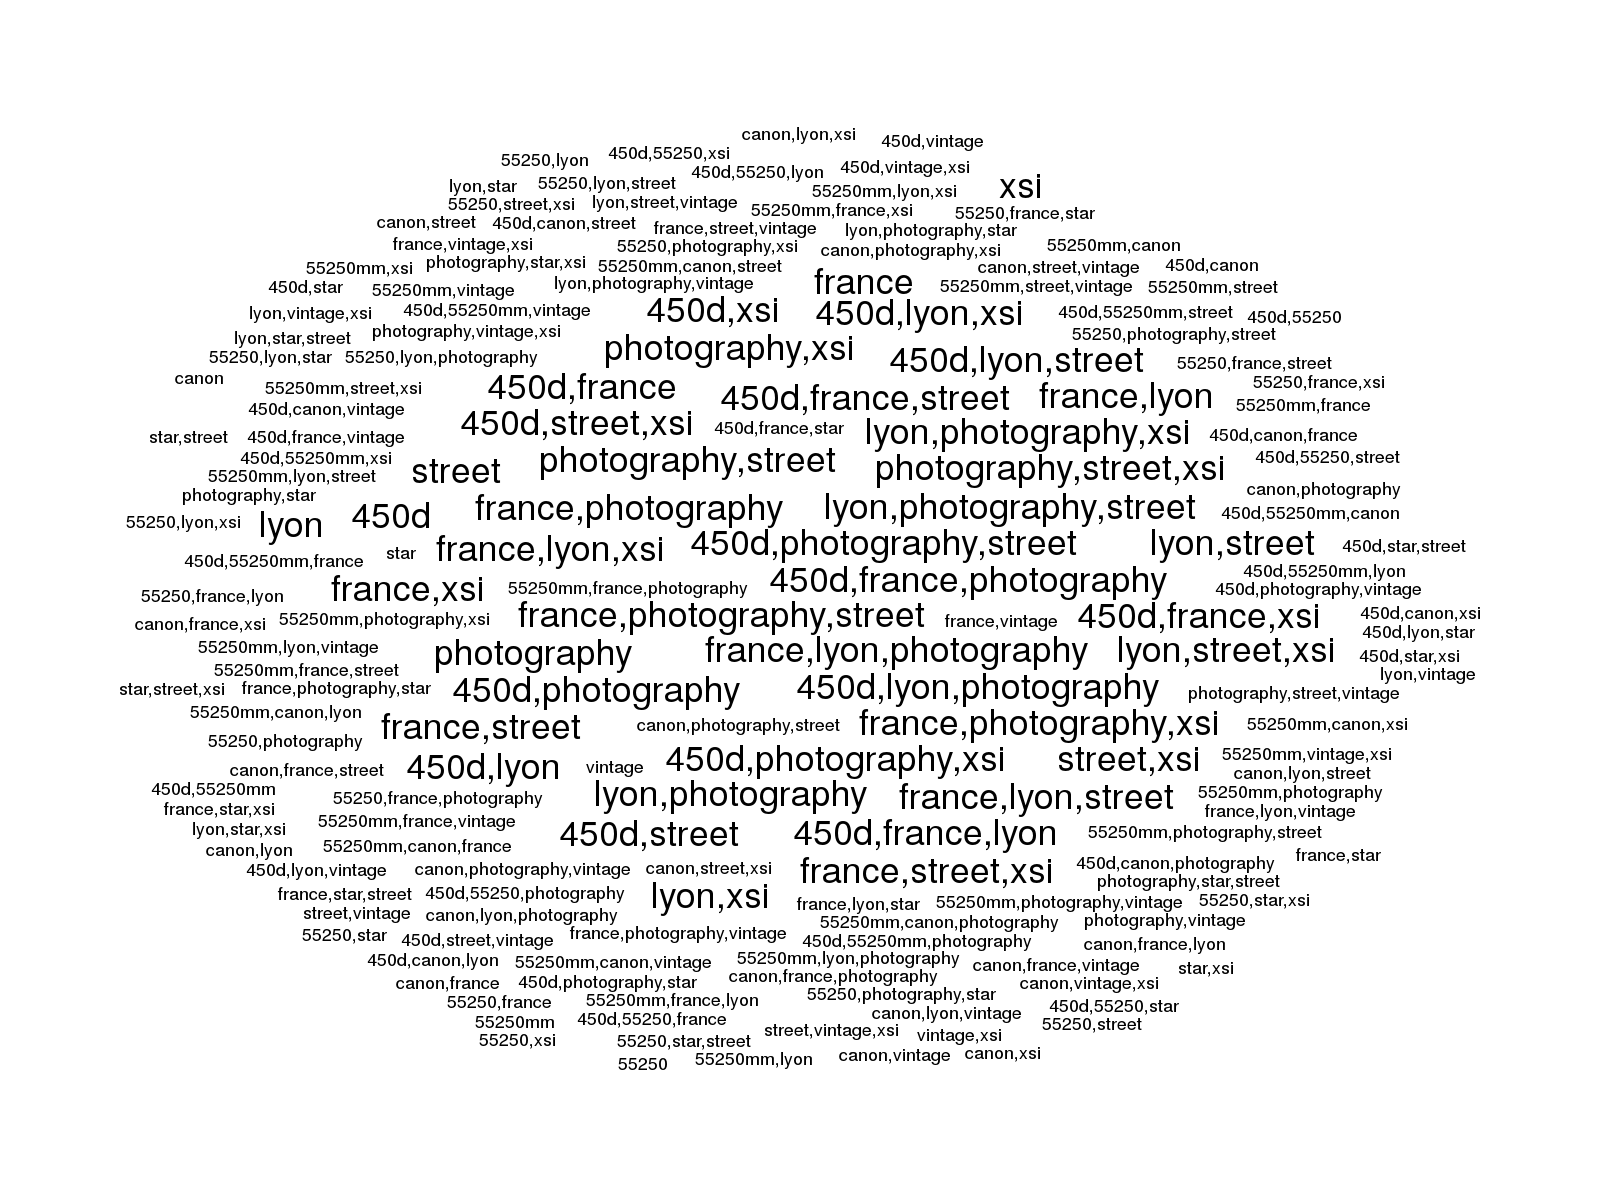 canon,lyon,xsi 450d,vintage
55250,lyon 450d,55250,xsi 450d,55250,lyon 450d,vintage,xsi
lyon,star 55250,lyon,street 55250mm,lyon,xsi xsi
55250,street,xsi lyon,street,vintage 55250mm,france,xsi 55250,france,star
canon,street 450d,canon,street france,street,vintage lyon,photography,star
france,vintage,xsi 55250,photography,xsi canon,photography,xsi 55250mm,canon
55250mm,xsi photography,star,xsi 55250mm,canon,street canon,street,vintage 450d,canon
450d,star 55250mm,vintage lyon,photography,vintage france 55250mm,street,vintage 55250mm,street
lyon,vintage,xsi 450d,55250mm,vintage 450d,xsi 450d,lyon,xsi 450d,55250mm,street 450d,55250
lyon,star,street photography,vintage,xsi 55250,photography,street
55250,lyon,star 55250,lyon,photography photography,xsi 450d,lyon,street 55250,france,street
canon 55250mm,street,xsi 450d,france 55250,france,xsi
450d,canon,vintage 450d,france,street france,lyon 55250mm,france
star,street 450d,france,vintage 450d,street,xsi 450d,france,star lyon,photography,xsi 450d,canon,france
450d,55250mm,xsi street photography,street photography,street,xsi 450d,55250,street
55250mm,lyon,street
photography,star france,photography lyon,photography,street canon,photography
55250,lyon,xsi lyon 450d 450d,55250mm,canon
450d,55250mm,france star france,lyon,xsi 450d,photography,street lyon,street 450d,star,street
55250,france,lyon france,xsi 55250mm,france,photography 450d,france,photography 450d,55250mm,lyon
450d,photography,vintage
canon,france,xsi 55250mm,photography,xsi france,photography,street france,vintage 450d,france,xsi 450d,canon,xsi
450d,lyon,star
55250mm,lyon,vintage photography france,lyon,photography lyon,street,xsi 450d,star,xsi
55250mm,france,street lyon,vintage
star,street,xsi france,photography,star 450d,photography 450d,lyon,photography photography,street,vintage
55250mm,canon,lyon france,street canon,photography,street france,photography,xsi 55250mm,canon,xsi
55250,photography
canon,france,street 450d,lyon vintage 450d,photography,xsi street,xsi 55250mm,vintage,xsi
canon,lyon,street
450d,55250mm 55250,france,photography lyon,photography france,lyon,street 55250mm,photography
france,star,xsi france,lyon,vintage
lyon,star,xsi 55250mm,france,vintage 450d,street 450d,france,lyon 55250mm,photography,street
canon,lyon 55250mm,canon,france france,star
450d,lyon,vintage canon,photography,vintage canon,street,xsi france,street,xsi 450d,canon,photography
photography,star,street
france,star,street 450d,55250,photography lyon,xsi france,lyon,star 55250mm,photography,vintage 55250,star,xsi
street,vintage canon,lyon,photography 55250mm,canon,photography photography,vintage
55250,star 450d,street,vintage france,photography,vintage 450d,55250mm,photography canon,france,lyon
450d,canon,lyon 55250mm,canon,vintage 55250mm,lyon,photography canon,france,vintage star,xsi
canon,france 450d,photography,star canon,france,photography canon,vintage,xsi
55250,france 55250mm,france,lyon 55250,photography,star 450d,55250,star
55250mm 450d,55250,france canon,lyon,vintage 55250,street
55250,xsi 55250,star,street street,vintage,xsi vintage,xsi
55250 55250mm,lyon canon,vintage canon,xsi